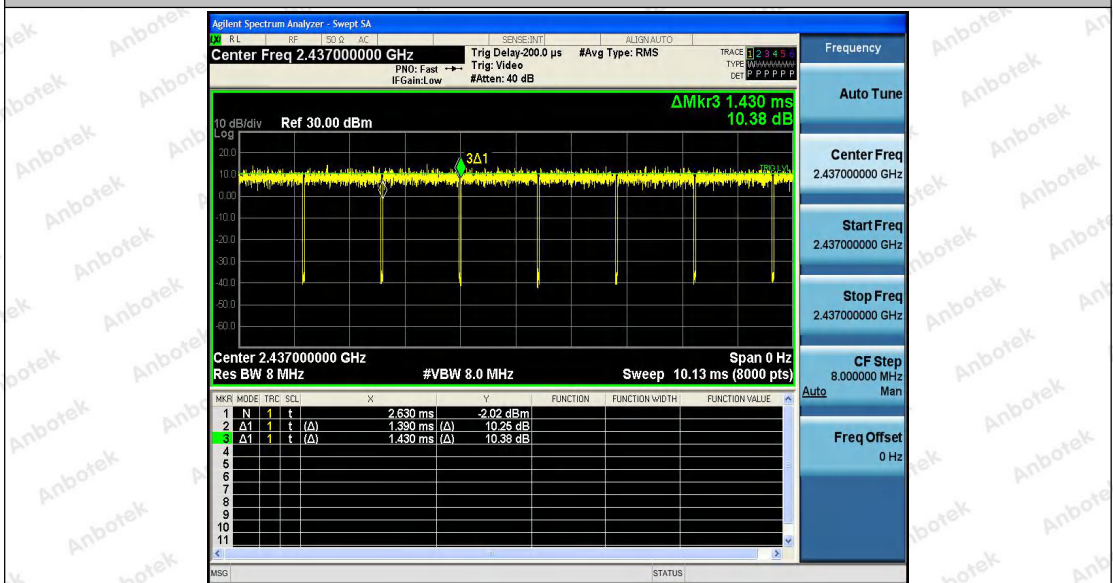 Agilent Spectrum Analyzer - Swept SA
RL RF 50 Ω AC SENSE:INT ALIGNAUTO
Center Freq 2.437000000 GHz
PNO: Fast
IFGain:Low
Trig Delay-200.0 µs
Trig: Video
#Atten: 40 dB
#Avg Type: RMS
TRACE 1 2 3 4 5 6
TYPE
DET P P P P P P
ΔMkr3 1.430 ms
10.38 dB
10 dB/div Ref 30.00 dBm
Log
20.0
10.0
0.00
-10.0
-20.0
-30.0
-40.0
-50.0
-60.0
3Δ1
Center 2.437000000 GHz Span 0 Hz
Res BW 8 MHz #VBW 8.0 MHz Sweep 10.13 ms (8000 pts)
MKR MODE TRC SCL X Y FUNCTION FUNCTION WIDTH FUNCTION VALUE
1 N 1 t 2.630 ms -2.02 dBm
2 Δ1 1 t (Δ) 1.390 ms (Δ) 10.25 dB
3 Δ1 1 t (Δ) 1.430 ms (Δ) 10.38 dB
4
5
6
7
8
9
10
11
MSG STATUS
Frequency
Auto Tune
Center Freq
2.437000000 GHz
Start Freq
2.437000000 GHz
Stop Freq
2.437000000 GHz
CF Step
8.000000 MHz
Auto Man
Freq Offset
0 Hz
Anbotek